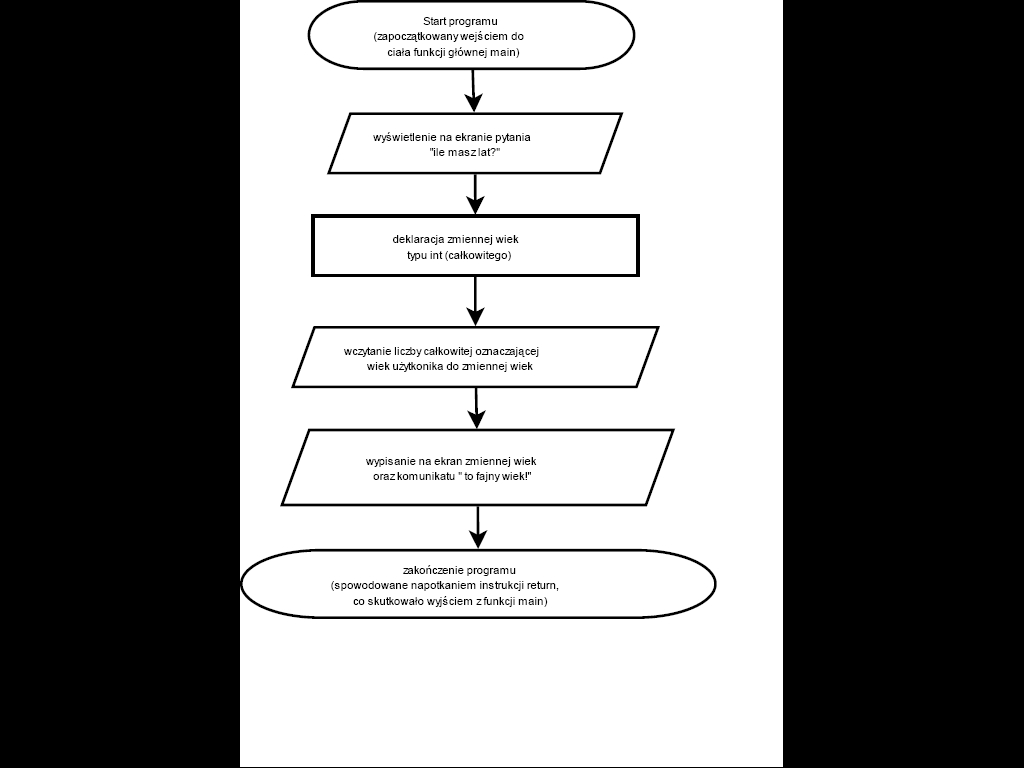 Start programu
(zapoczątkowany wejściem do
ciała funkcji głównej main)
wyświetlenie na ekranie pytania
"ile masz lat?"
deklaracja zmiennej wiek
typu int (całkowitego)
wczytanie liczby całkowitej oznaczającej
wiek użytkonika do zmiennej wiek
wypisanie na ekran zmiennej wiek
oraz komunikatu " to fajny wiek!"
zakończenie programu
(spowodowane napotkaniem instrukcji return,
co skutkowało wyjściem z funkcji main)